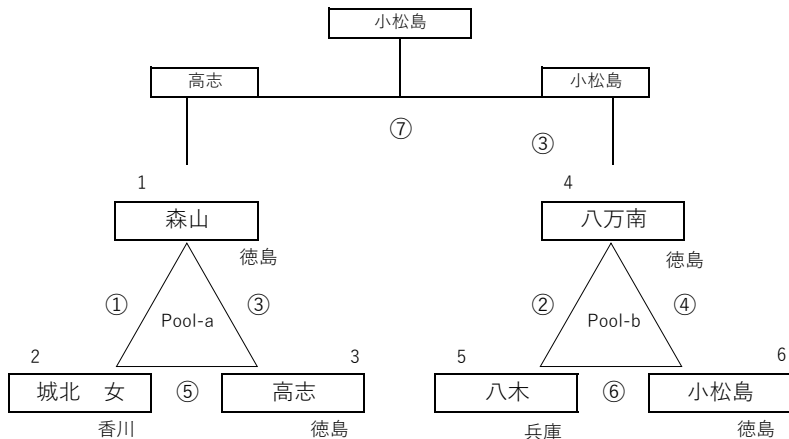 小松島
高志
小松島
⑦
③
1
4
森山
八万南
徳島
徳島
①
③
②
④
Pool-a
Pool-b
2
3
5
6
城北　女
⑤
高志
八木
⑥
小松島
香川
徳島
兵庫
徳島